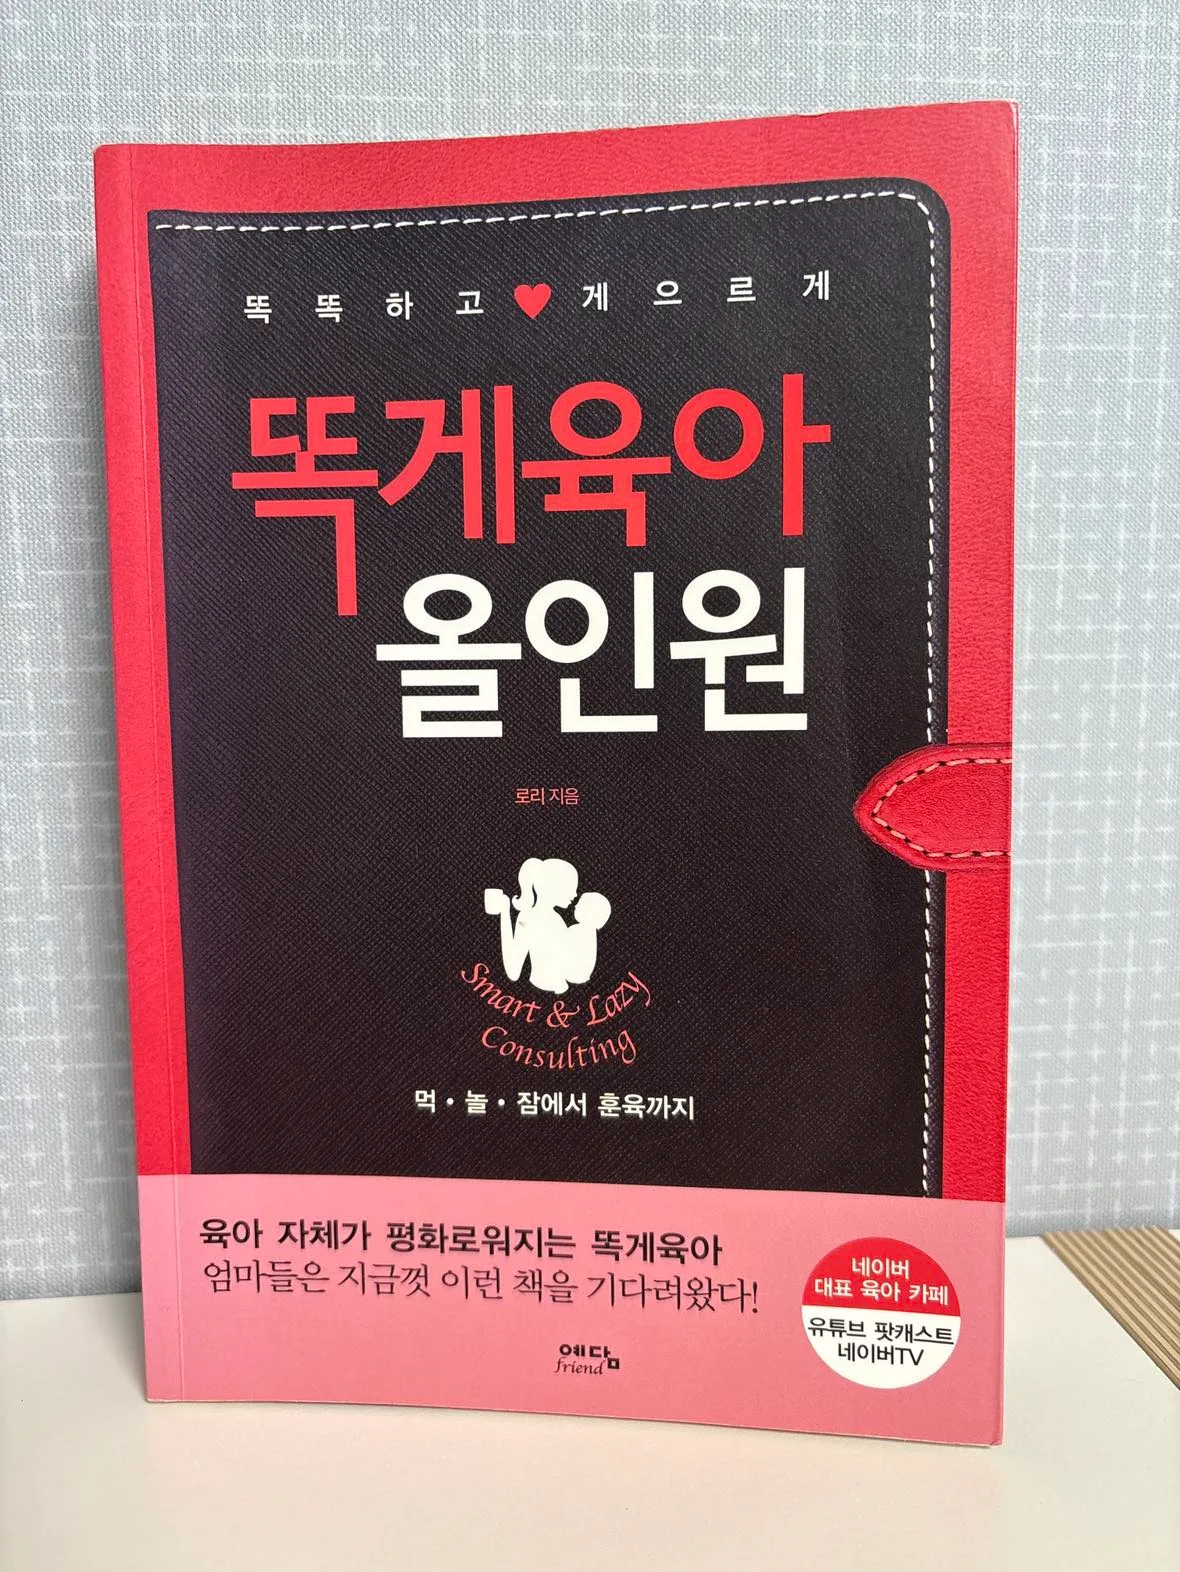 똑똑하고♥게으르게
똑게육아
올인원
로리 지음
Smart & Lazy
Consulting
먹·놀·잠에서 훈육까지
육아 자체가 평화로워지는 똑게육아
엄마들은 지금껏 이런 책을 기다려왔다!
예담
friend
네이버
대표 육아 카페
유튜브 팟캐스트
네이버TV